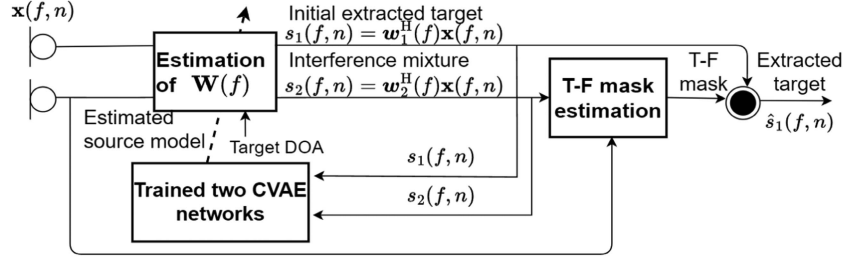 x(f,n)
Initial extracted target
s₁(f,n) = w₁ᴴ(f)x(f,n)
Estimation
of W(f)
Interference mixture
s₂(f,n) = w₂ᴴ(f)x(f,n)
T-F mask
estimation
T-F
mask
Extracted
target
ŝ₁(f,n)
Estimated
source model
Target DOA
s₁(f,n)
Trained two CVAE
networks
s₂(f,n)